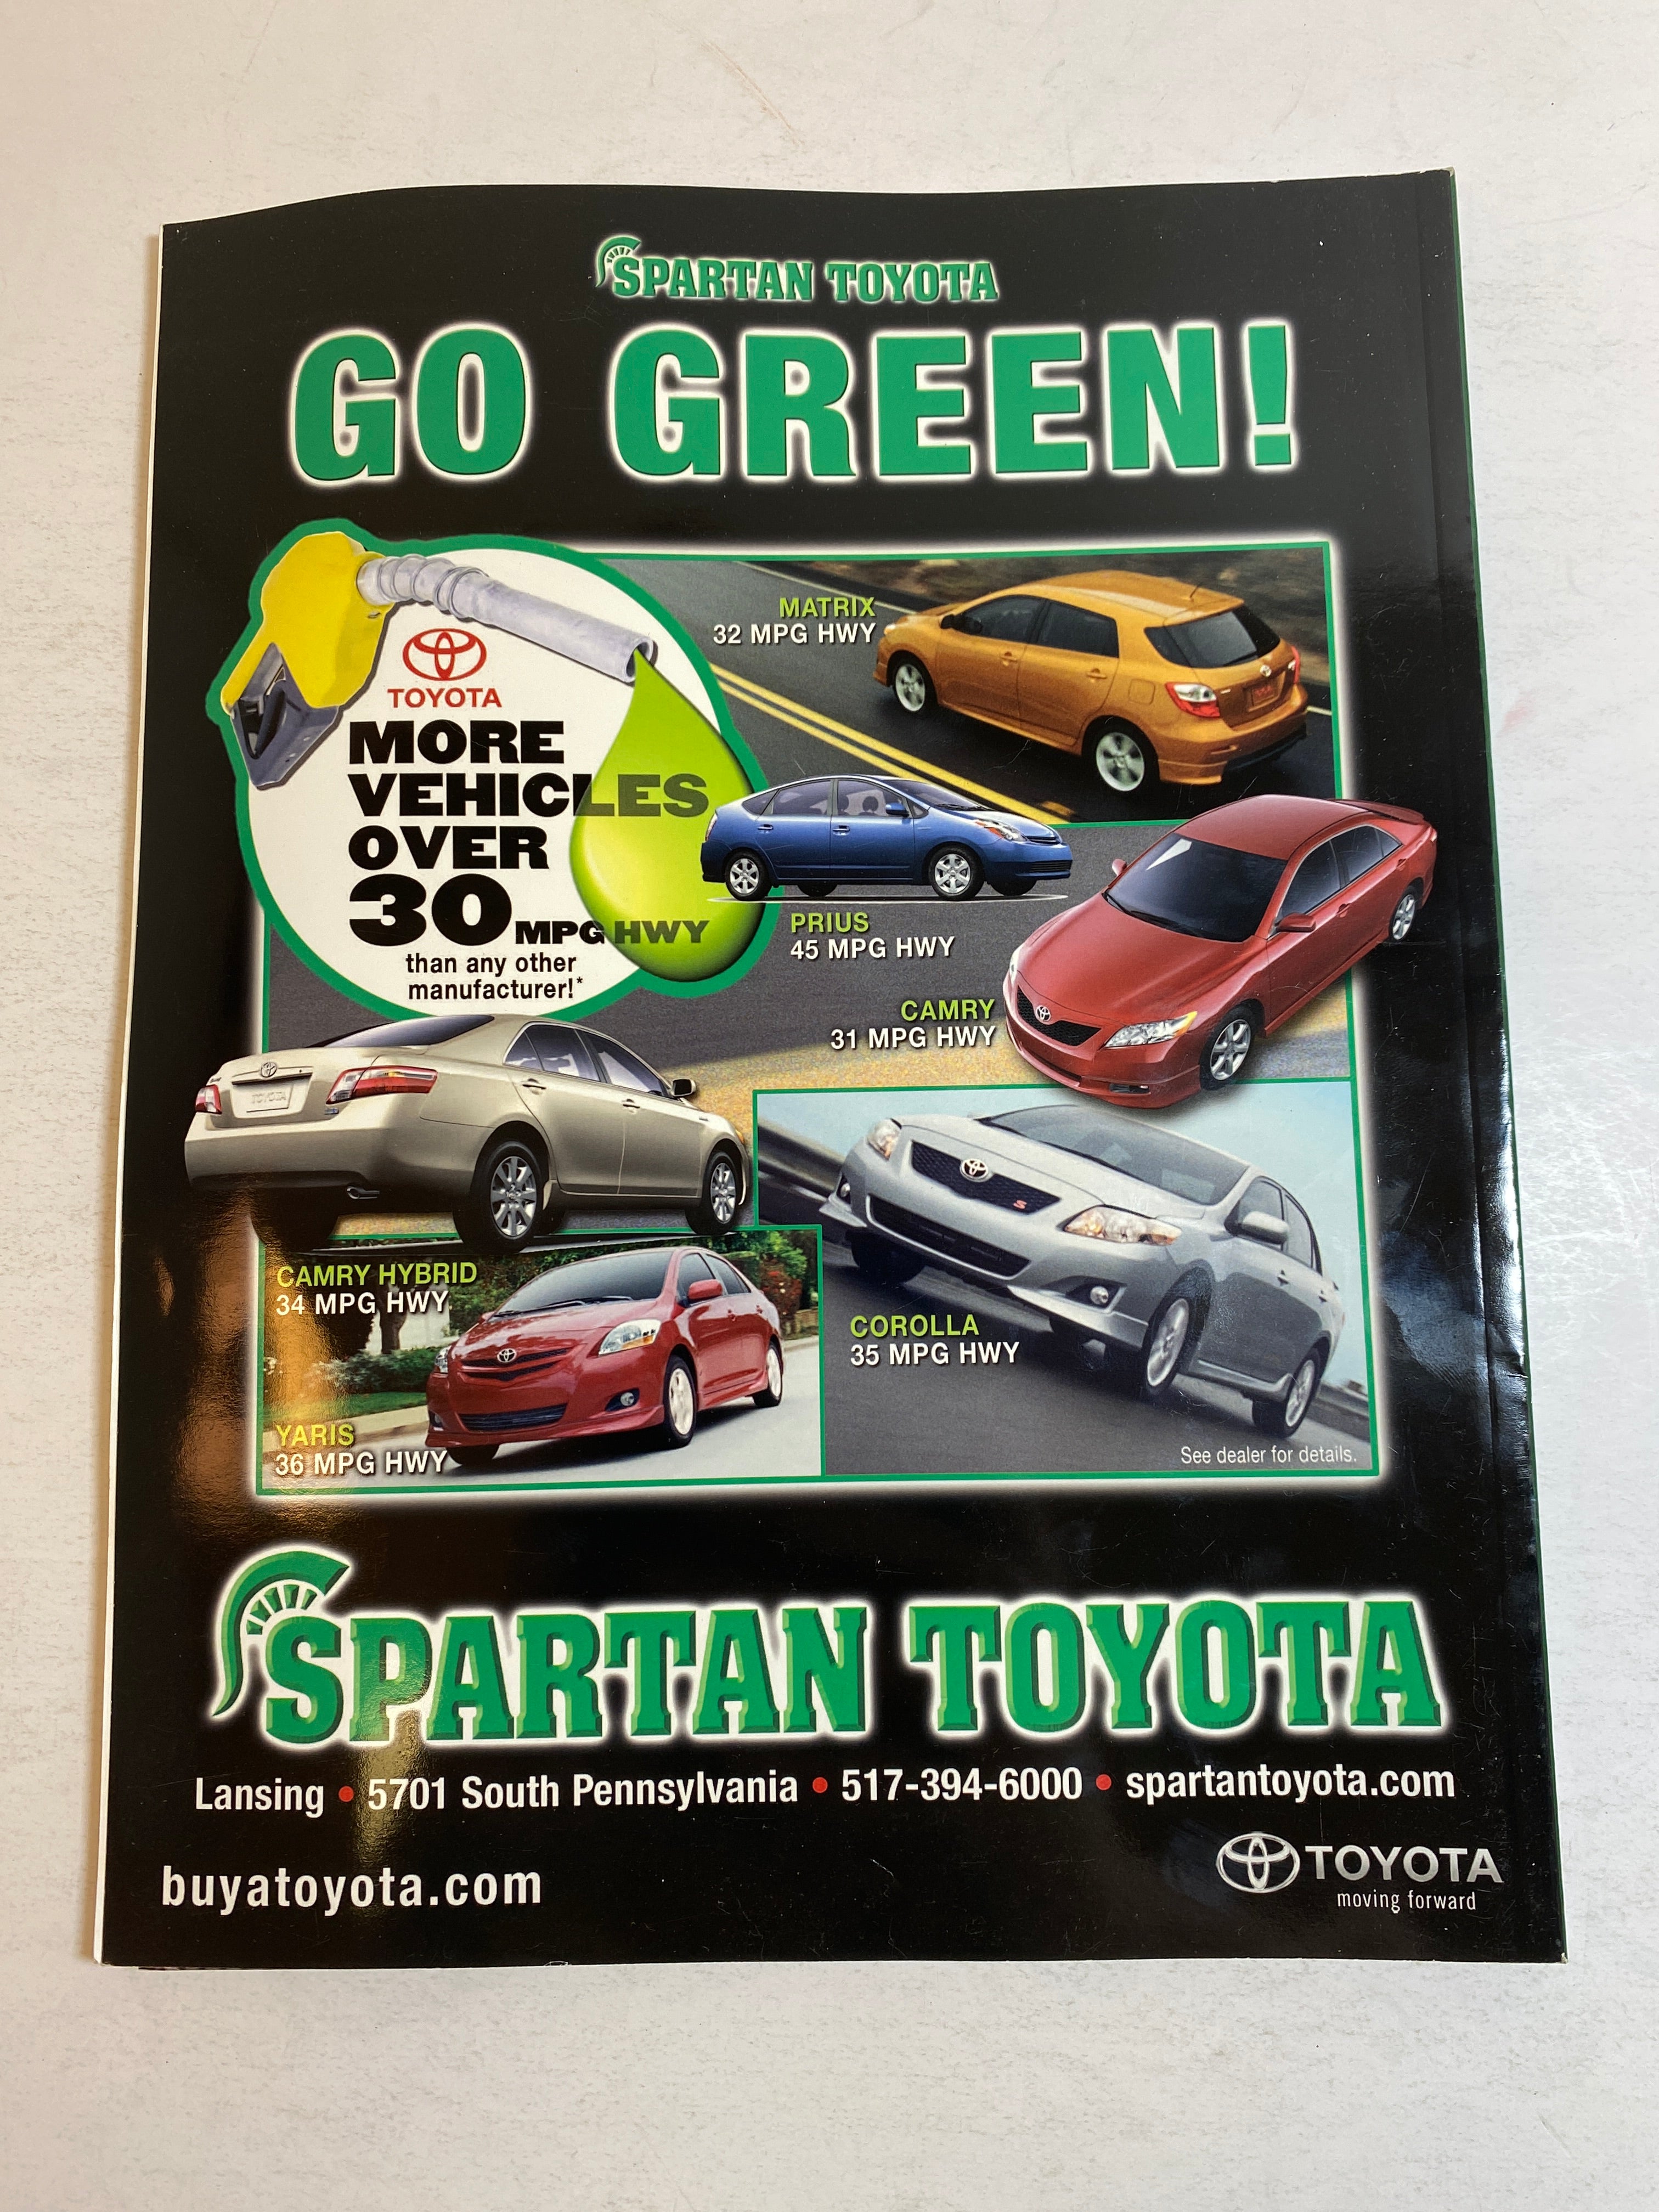 SPARTAN TOYOTA
GO GREEN!
TOYOTA
MORE
VEHICLES
OVER
30 MPG HWY
than any other
manufacturer!*
MATRIX
32 MPG HWY
PRIUS
45 MPG HWY
CAMRY
31 MPG HWY
TOYOTA
CAMRY HYBRID
34 MPG HWY
COROLLA
35 MPG HWY
S
YARIS
36 MPG HWY
See dealer for details.
SPARTAN TOYOTA
Lansing • 5701 South Pennsylvania • 517-394-6000 • spartantoyota.com
buyatoyota.com
TOYOTA
moving forward